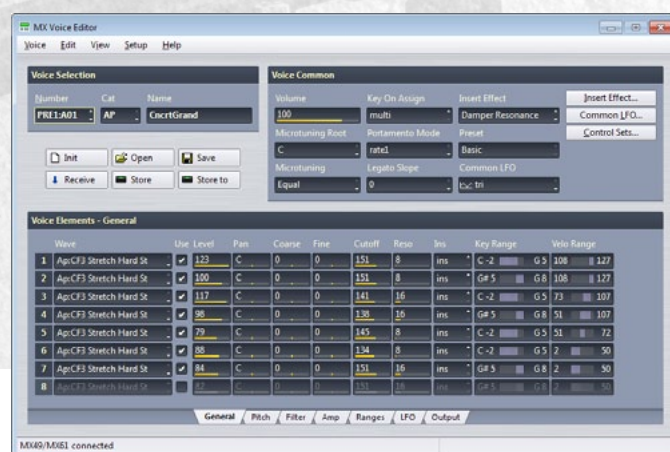 MX Voice Editor
Voice Edit View Setup Help
Voice Selection
Number Cat Name
PRE1:A01 AP CncrtGrand
Init Open Save
Receive Store Store to
Voice Common
Volume Key On Assign Insert Effect
100 multi Damper Resonance
Microtuning Root Portamento Mode Preset
C rate1 Basic
Microtuning Legato Slope Common LFO
Equal 0 tri
Insert Effect...
Common LFO...
Control Sets...
Voice Elements - General
Wave Use Level Pan Coarse Fine Cutoff Reso Ins Key Range Velo Range
1 Ap:CF3 Stretch Hard St 123 C 0 0 151 8 ins C -2 G 5 108 127
2 Ap:CF3 Stretch Hard St 100 C 0 0 151 8 ins G# 5 G 8 108 127
3 Ap:CF3 Stretch Hard St 117 C 0 0 141 16 ins C -2 G 5 73 107
4 Ap:CF3 Stretch Hard St 98 C 0 0 138 16 ins G# 5 G 8 51 107
5 Ap:CF3 Stretch Hard St 79 C 0 0 145 8 ins C -2 G 5 51 72
6 Ap:CF3 Stretch Hard St 88 C 0 0 134 8 ins C -2 G 5 2 50
7 Ap:CF3 Stretch Hard St 84 C 0 0 151 16 ins G# 5 G 8 2 50
8 Ap:CF3 Stretch Hard St 82 C 0 0 151 16 ins G# 5 G 8 2 50
General Pitch Filter Amp Ranges LFO Output
MX49/MX61 connected